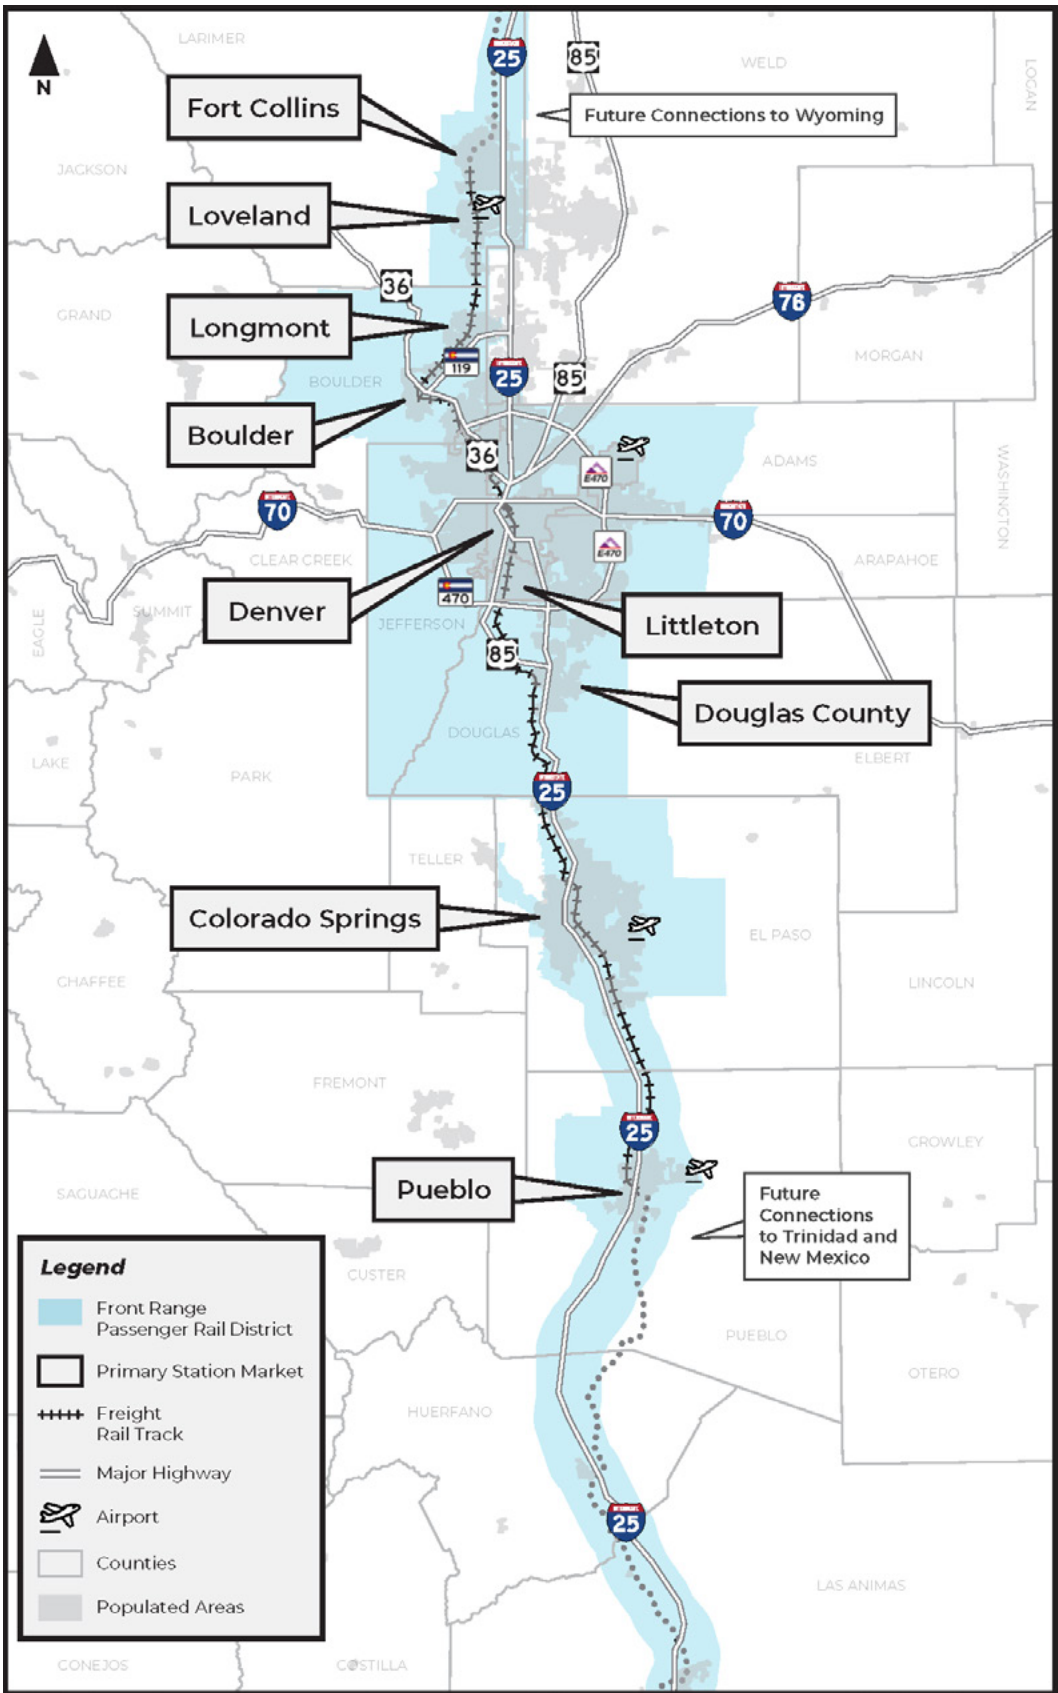 LARIMER
25
85
WELD
LOGAN
N
Fort Collins
Future Connections to Wyoming
JACKSON
Loveland
36
76
GRAND
Longmont
MORGAN
119
25
85
BOULDER
Boulder
36
E470
ADAMS
WASHINGTON
70
70
E470
CLEAR CREEK
ARAPAHOE
470
Denver
SUMMIT
EAGLE
JEFFERSON
Littleton
85
Douglas County
DOUGLAS
LAKE
PARK
ELBERT
25
TELLER
Colorado Springs
EL PASO
CHAFFEE
LINCOLN
FREMONT
25
CROWLEY
Pueblo
SAGUACHE
Future
Connections
to Trinidad and
New Mexico
Legend
Front Range
Passenger Rail District
Primary Station Market
Freight
Rail Track
Major Highway
Airport
Counties
Populated Areas
CUSTER
PUEBLO
OTERO
HUERFANO
25
LAS ANIMAS
CONEJOS
COSTILLA